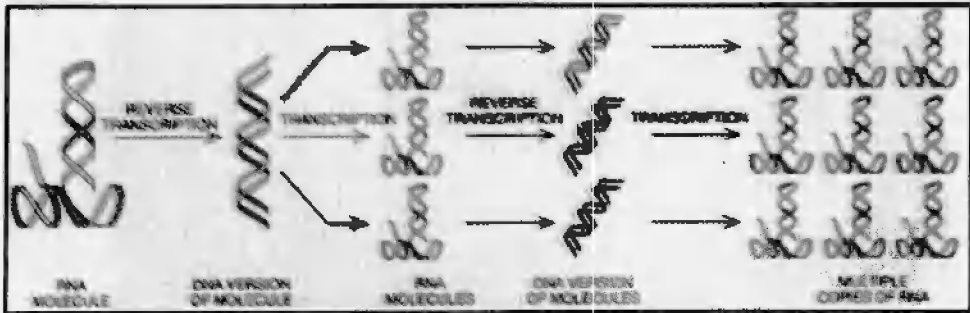 REVERSE
TRANSCRIPTION
TRANSCRIPTION
REVERSE
TRANSCRIPTION
TRANSCRIPTION
RNA
MOLECULE
DNA VERSION
OF MOLECULE
RNA
MOLECULES
DNA VERSION
OF MOLECULES
MULTIPLE
COPIES OF RNA